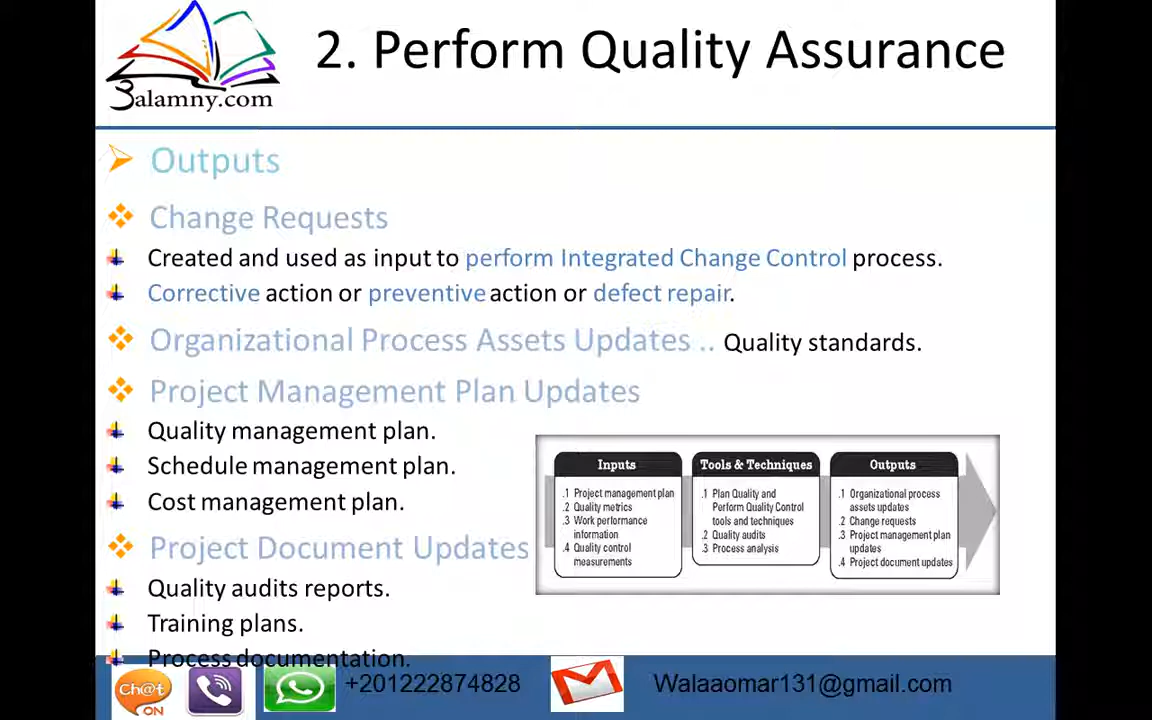 3alamny.com
2. Perform Quality Assurance
Outputs
Change Requests
Created and used as input to perform Integrated Change Control process.
Corrective action or preventive action or defect repair.
Organizational Process Assets Updates .. Quality standards.
Project Management Plan Updates
Quality management plan.
Schedule management plan.
Cost management plan.
Project Document Updates
Quality audits reports.
Training plans.
Process documentation.
Inputs
.1 Project management plan
.2 Quality metrics
.3 Work performance
information
.4 Quality control
measurements
Tools & Techniques
.1 Plan Quality and
Perform Quality Control
tools and techniques
.2 Quality audits
.3 Process analysis
Outputs
.1 Organizational process
assets updates
.2 Change requests
.3 Project management plan
updates
.4 Project document updates
Ch@t
ON
+201222874828
Walaaomar131@gmail.com